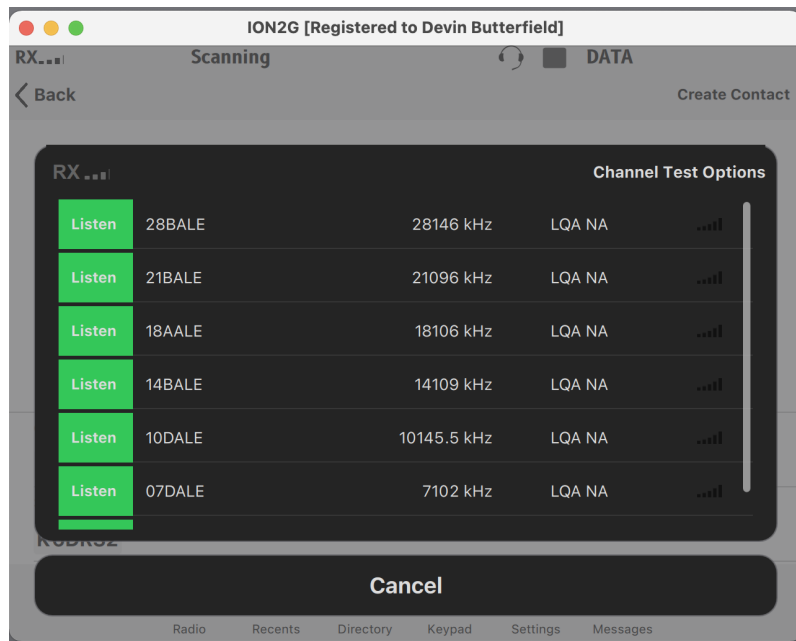 ION2G [Registered to Devin Butterfield]
RX Scanning DATA
Back Create Contact
RX Channel Test Options
Listen 28BALE 28146 kHz LQA NA
Listen 21BALE 21096 kHz LQA NA
Listen 18AALE 18106 kHz LQA NA
Listen 14BALE 14109 kHz LQA NA
Listen 10DALE 10145.5 kHz LQA NA
Listen 07DALE 7102 kHz LQA NA
Cancel
Radio Recents Directory Keypad Settings Messages